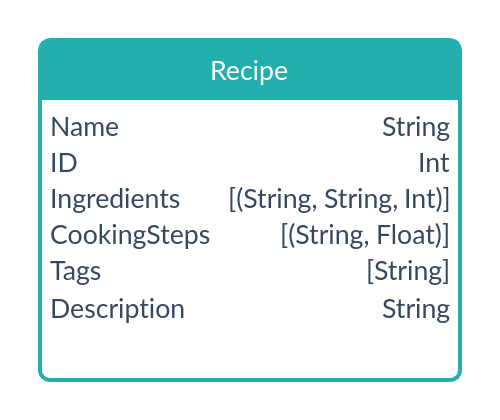 Recipe
Name String
ID Int
Ingredients [(String, String, Int)]
CookingSteps [(String, Float)]
Tags [String]
Description String